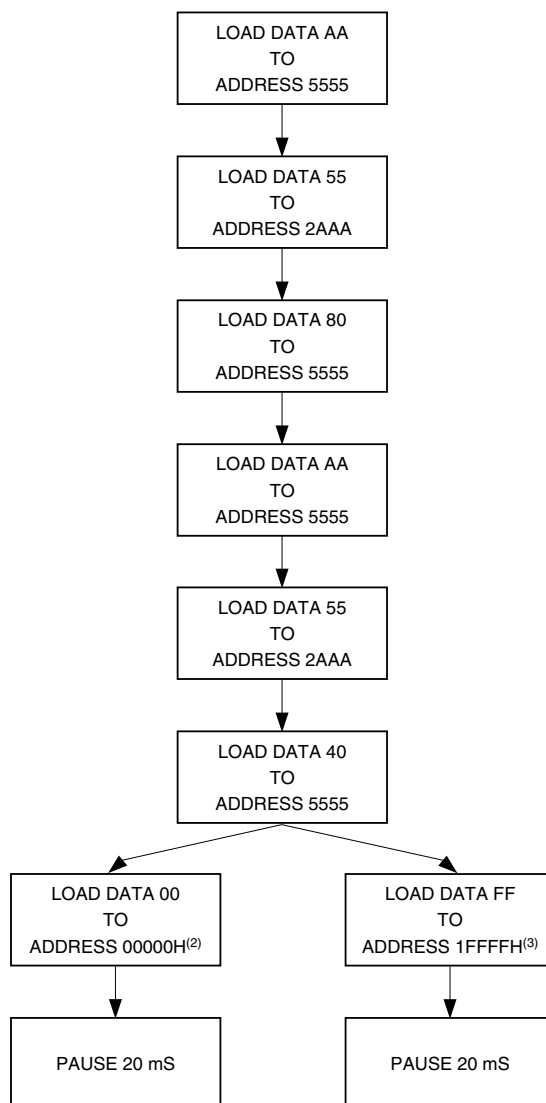 LOAD DATA AA
TO
ADDRESS 5555
LOAD DATA 55
TO
ADDRESS 2AAA
LOAD DATA 80
TO
ADDRESS 5555
LOAD DATA AA
TO
ADDRESS 5555
LOAD DATA 55
TO
ADDRESS 2AAA
LOAD DATA 40
TO
ADDRESS 5555
LOAD DATA 00
TO
ADDRESS 00000H(2)
PAUSE 20 mS
LOAD DATA FF
TO
ADDRESS 1FFFFH(3)
PAUSE 20 mS